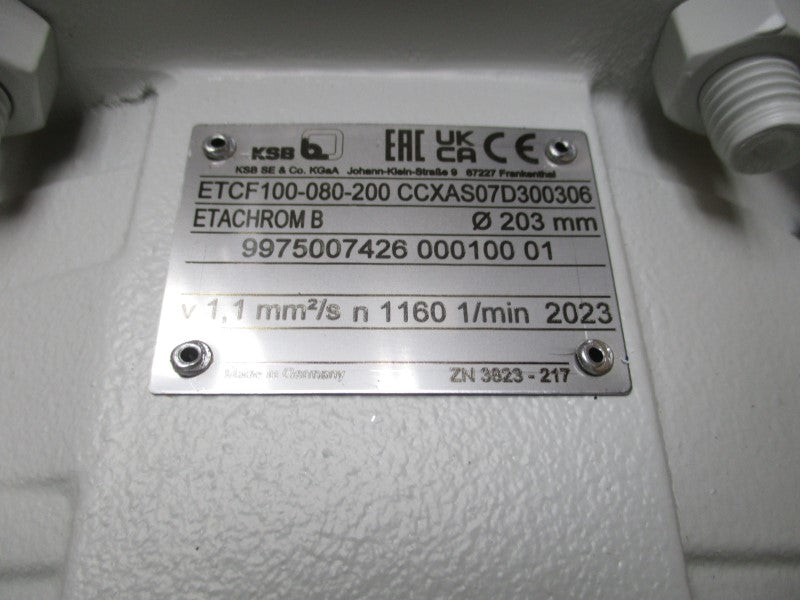 KSB EAC UK CA CE
KSB SE & Co. KGaA Johann-Klein-Straße 9 67227 Frankenthal
ETCF100-080-200 CCXAS07D300306
ETACHROM B Ø 203 mm
9975007426 000100 01
v 1,1 mm²/s n 1160 1/min 2023
Made in Germany ZN 3823 - 217